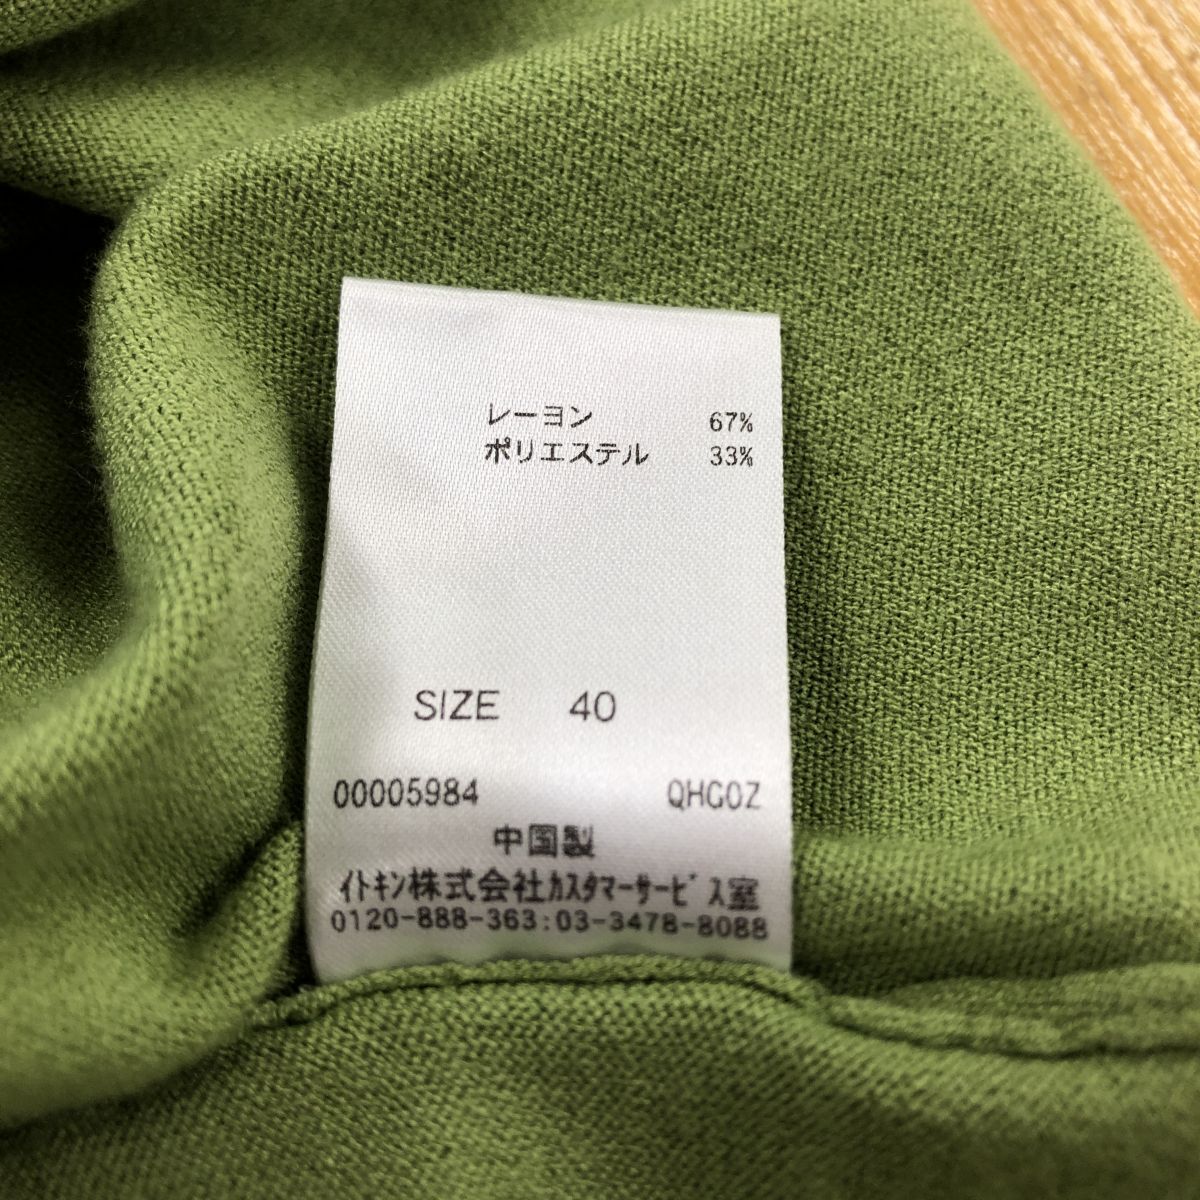 レーヨン 67%
ポリエステル 33%
SIZE 40
00005984 QHG0Z
中国製
ｲﾄｷﾝ株式会社ｶｽﾀﾏｰｻｰﾋﾞｽ室
0120-888-363:03-3478-8088